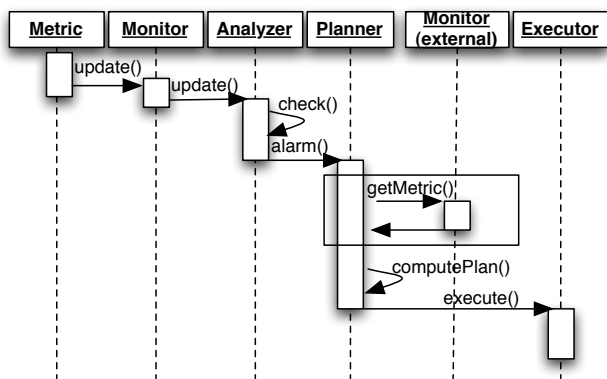 Metric
Monitor
Analyzer
Planner
Monitor
(external)
Executor
update()
update()
check()
alarm()
getMetric()
computePlan()
execute()